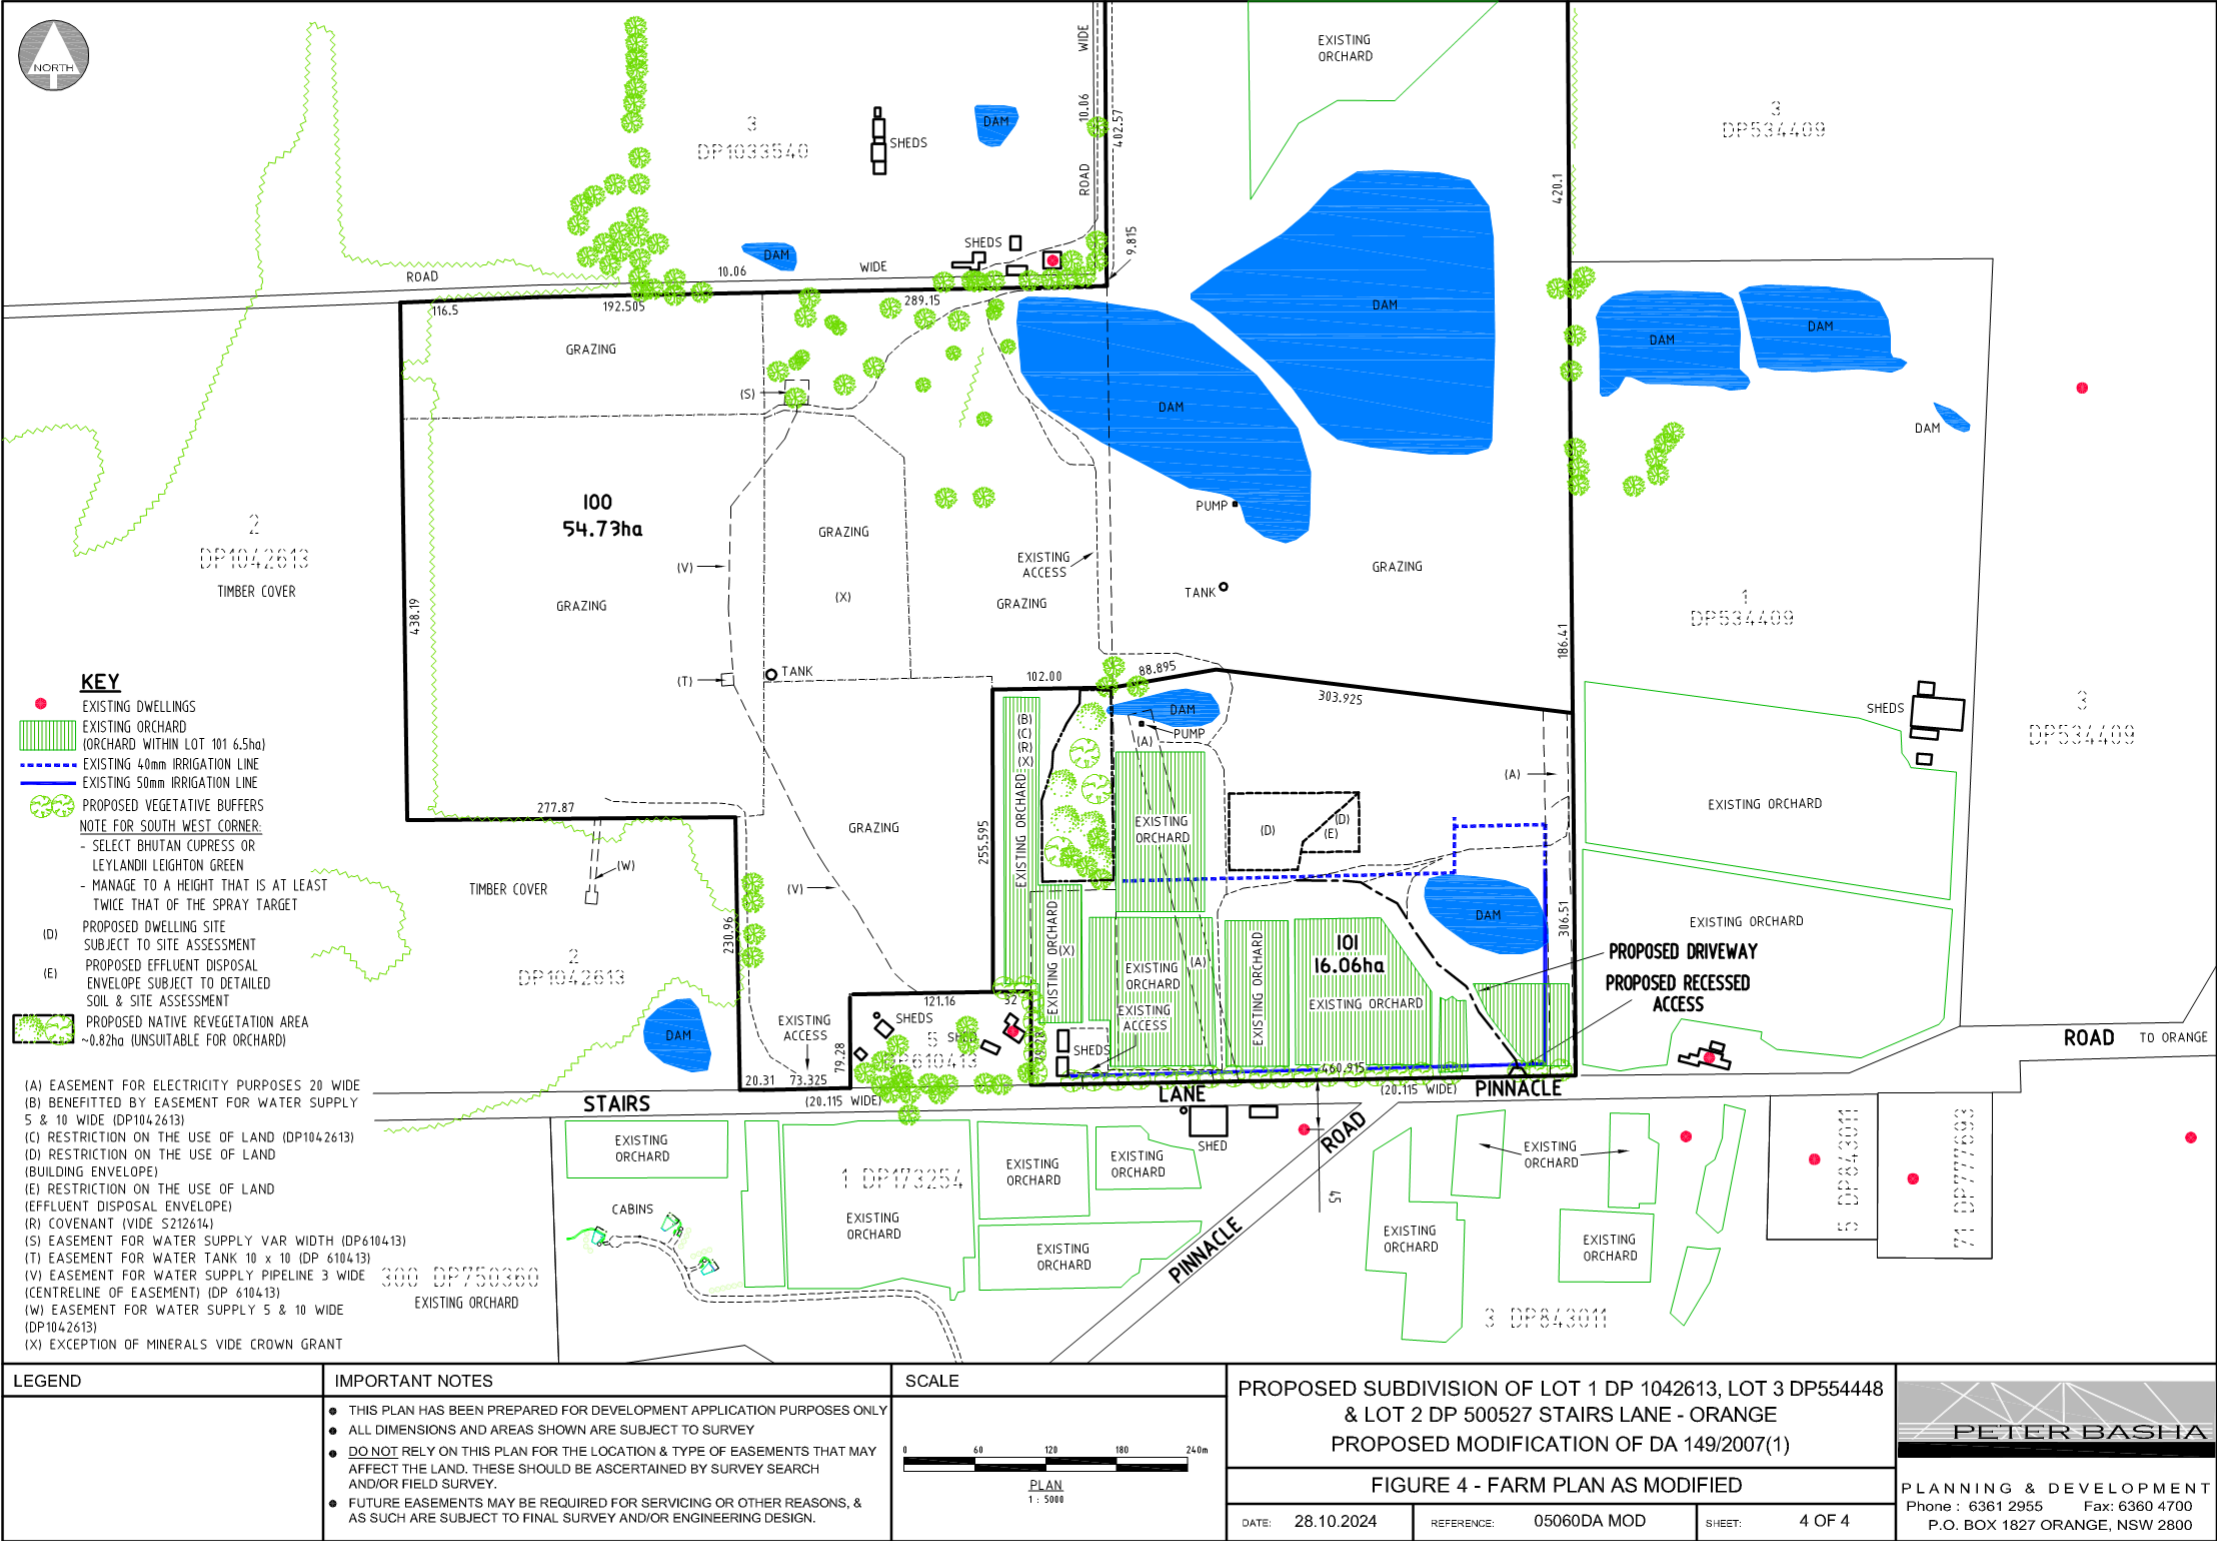 NORTH
EXISTING
ORCHARD
3
DP1033540
SHEDS
DAM
ROAD 10.06 WIDE
402.57
3
DP534409
420.1
SHEDS
DAM
9.815
ROAD
10.06
WIDE
116.5
192.505
289.15
GRAZING
DAM
DAM
DAM
DAM
DAM
(S)
100
54.73ha
PUMP
2
DP1042613
TIMBER COVER
GRAZING
EXISTING
ACCESS
GRAZING
(V)
TANK
GRAZING
(X)
GRAZING
1
DP534409
438.19
186.41
(T)
TANK
102.00
88.895
303.925
SHEDS
3
DP534409
KEY
EXISTING DWELLINGS
EXISTING ORCHARD
(ORCHARD WITHIN LOT 101 6.5ha)
EXISTING 40mm IRRIGATION LINE
EXISTING 50mm IRRIGATION LINE
PROPOSED VEGETATIVE BUFFERS
NOTE FOR SOUTH WEST CORNER:
- SELECT BHUTAN CUPRESS OR
LEYLANDII LEIGHTON GREEN
- MANAGE TO A HEIGHT THAT IS AT LEAST
TWICE THAT OF THE SPRAY TARGET
(D) PROPOSED DWELLING SITE
SUBJECT TO SITE ASSESSMENT
(E) PROPOSED EFFLUENT DISPOSAL
ENVELOPE SUBJECT TO DETAILED
SOIL & SITE ASSESSMENT
PROPOSED NATIVE REVEGETATION AREA
~0.82ha (UNSUITABLE FOR ORCHARD)
(A) EASEMENT FOR ELECTRICITY PURPOSES 20 WIDE
(B) BENEFITTED BY EASEMENT FOR WATER SUPPLY
5 & 10 WIDE (DP1042613)
(C) RESTRICTION ON THE USE OF LAND (DP1042613)
(D) RESTRICTION ON THE USE OF LAND
(BUILDING ENVELOPE)
(E) RESTRICTION ON THE USE OF LAND
(EFFLUENT DISPOSAL ENVELOPE)
(R) COVENANT (VIDE S212614)
(S) EASEMENT FOR WATER SUPPLY VAR WIDTH (DP610413)
(T) EASEMENT FOR WATER TANK 10 x 10 (DP 610413)
(V) EASEMENT FOR WATER SUPPLY PIPELINE 3 WIDE
(CENTRELINE OF EASEMENT) (DP 610413)
(W) EASEMENT FOR WATER SUPPLY 5 & 10 WIDE
(DP1042613)
(X) EXCEPTION OF MINERALS VIDE CROWN GRANT
(B)
(C)
(R)
(X)
EXISTING ORCHARD
DAM
PUMP
(A)
(A)
277.87
GRAZING
255.595
EXISTING
ORCHARD
(D)
(D)
(E)
EXISTING ORCHARD
TIMBER COVER
(W)
(V)
230.96
2
DP1042613
EXISTING ORCHARD
(X)
DAM
306.51
EXISTING ORCHARD
101
16.06ha
EXISTING
ORCHARD
(A)
EXISTING ORCHARD
EXISTING ORCHARD
PROPOSED DRIVEWAY
PROPOSED RECESSED
ACCESS
DAM
EXISTING
ACCESS
121.16
32
SHEDS
5
SHED
DP610413
79.28
79.28
SHEDS
EXISTING
ACCESS
460.915
ROAD
TO ORANGE
20.31
73.325
STAIRS
(20.115 WIDE)
LANE
(20.115 WIDE)
PINNACLE
EXISTING
ORCHARD
1 DP173254
EXISTING
ORCHARD
EXISTING
ORCHARD
SHED
ROAD
45
EXISTING
ORCHARD
5 DP843011
71 DP777693
CABINS
EXISTING
ORCHARD
EXISTING
ORCHARD
PINNACLE
EXISTING
ORCHARD
EXISTING
ORCHARD
300 DP750360
EXISTING ORCHARD
3 DP843011
LEGEND
IMPORTANT NOTES
THIS PLAN HAS BEEN PREPARED FOR DEVELOPMENT APPLICATION PURPOSES ONLY
ALL DIMENSIONS AND AREAS SHOWN ARE SUBJECT TO SURVEY
DO NOT RELY ON THIS PLAN FOR THE LOCATION & TYPE OF EASEMENTS THAT MAY
AFFECT THE LAND. THESE SHOULD BE ASCERTAINED BY SURVEY SEARCH
AND/OR FIELD SURVEY.
FUTURE EASEMENTS MAY BE REQUIRED FOR SERVICING OR OTHER REASONS, &
AS SUCH ARE SUBJECT TO FINAL SURVEY AND/OR ENGINEERING DESIGN.
SCALE
0 60 120 180 240m
PLAN
1 : 5000
PROPOSED SUBDIVISION OF LOT 1 DP 1042613, LOT 3 DP554448
& LOT 2 DP 500527 STAIRS LANE - ORANGE
PROPOSED MODIFICATION OF DA 149/2007(1)
FIGURE 4 - FARM PLAN AS MODIFIED
DATE: 28.10.2024
REFERENCE: 05060DA MOD
SHEET: 4 OF 4
PETER BASHA
PLANNING & DEVELOPMENT
Phone : 6361 2955 Fax: 6360 4700
P.O. BOX 1827 ORANGE, NSW 2800